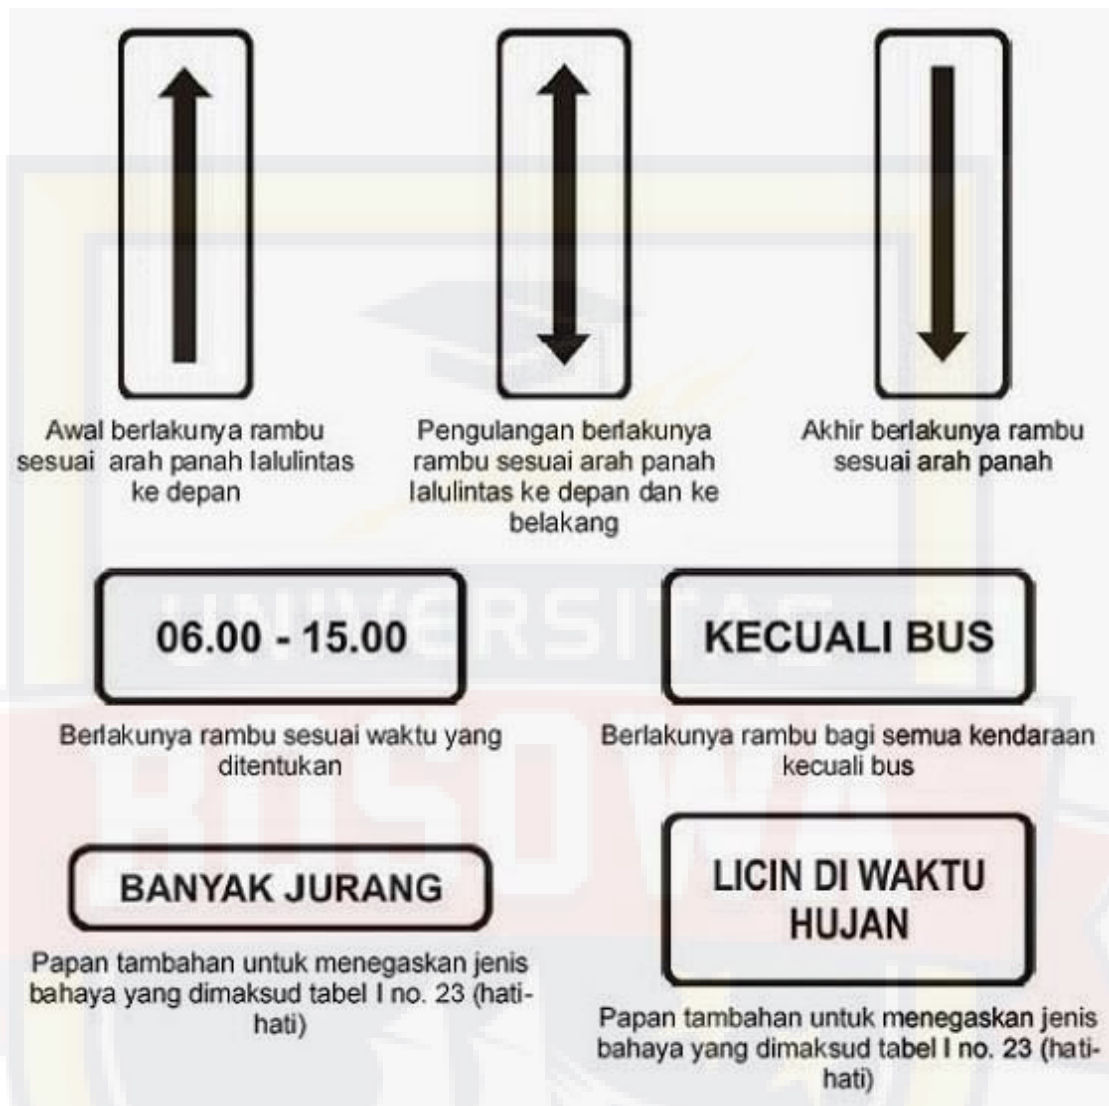 Awal berlakunya rambu
sesuai arah panah lalulintas
ke depan
Pengulangan berlakunya
rambu sesuai arah panah
lalulintas ke depan dan ke
belakang
Akhir berlakunya rambu
sesuai arah panah
06.00 - 15.00
Berlakunya rambu sesuai waktu yang
ditentukan
KECUALI BUS
Berlakunya rambu bagi semua kendaraan
kecuali bus
BANYAK JURANG
Papan tambahan untuk menegaskan jenis
bahaya yang dimaksud tabel I no. 23 (hati-
hati)
LICIN DI WAKTU
HUJAN
Papan tambahan untuk menegaskan jenis
bahaya yang dimaksud tabel I no. 23 (hati-
hati)
UNIVERSITAS
BOSOWA